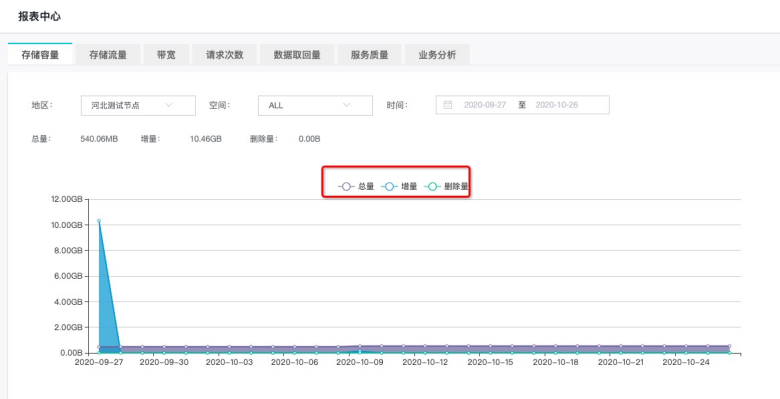 报表中心
存储容量 存储流量 带宽 请求次数 数据取回量 服务质量 业务分析
地区： 河北测试节点 空间： ALL 时间： 2020-09-27 至 2020-10-26
总量： 540.06MB 增量： 10.46GB 删除量： 0.00B
总量 增量 删除量
12.00GB
10.00GB
8.00GB
6.00GB
4.00GB
2.00GB
0.00B
2020-09-27 2020-09-30 2020-10-03 2020-10-06 2020-10-09 2020-10-12 2020-10-15 2020-10-18 2020-10-21 2020-10-24